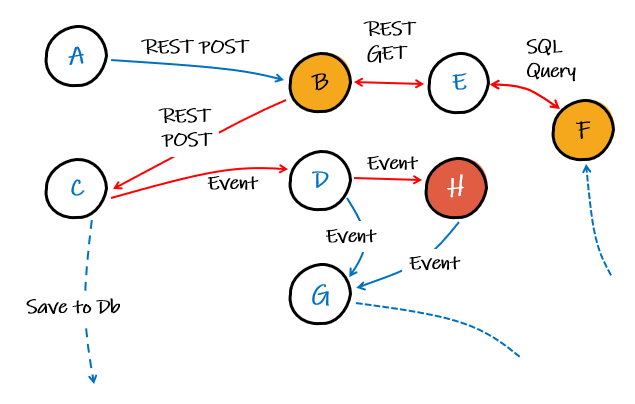 A
REST POST
B
REST
GET
E
SQL
Query
F
REST
POST
C
Event
D
Event
H
Event
Event
G
Save to Db